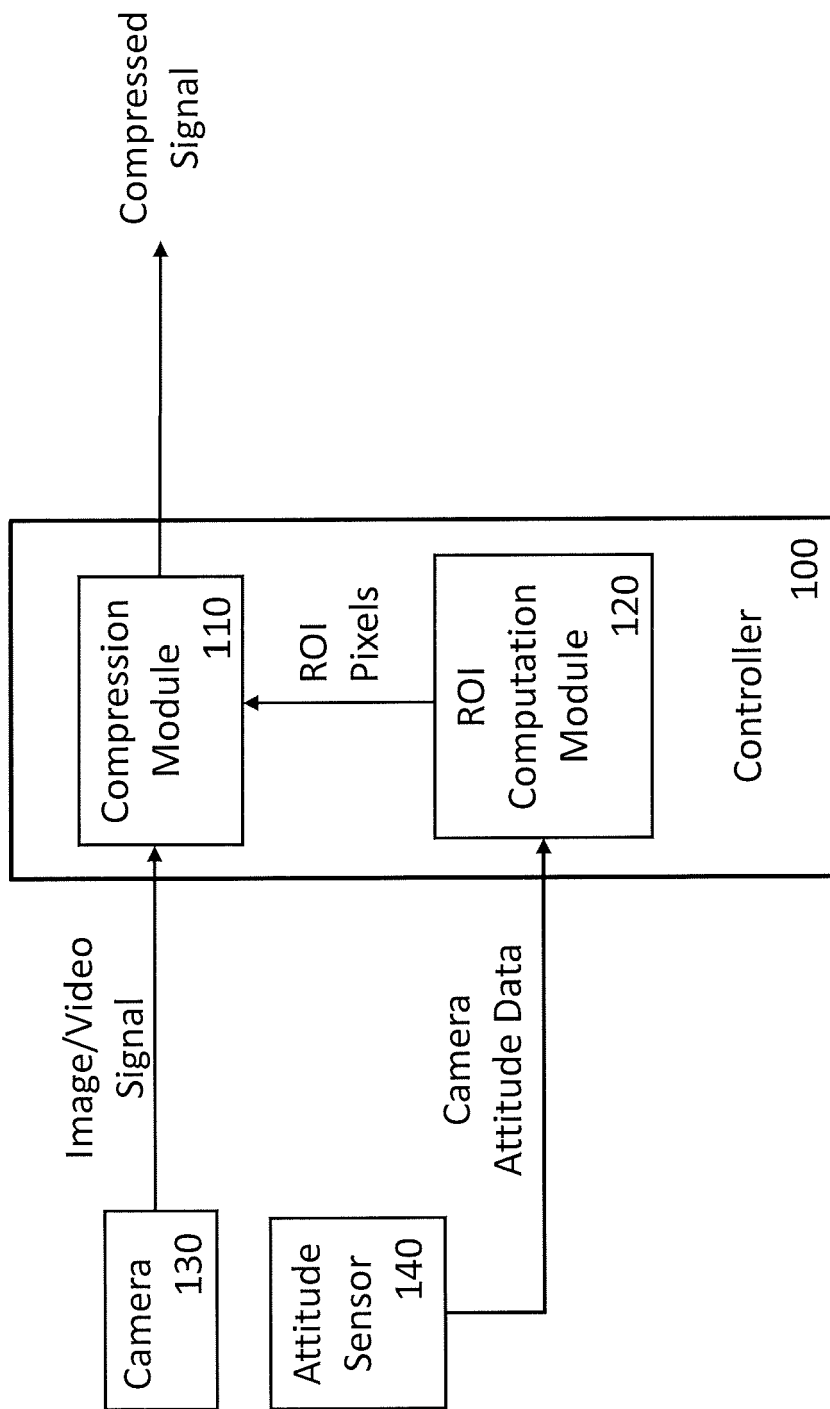 Camera
130
Image/Video
Signal
Compression
Module
110
Compressed
Signal
Attitude
Sensor
140
Camera
Attitude Data
ROI
Pixels
ROI
Computation
Module
120
Controller
100